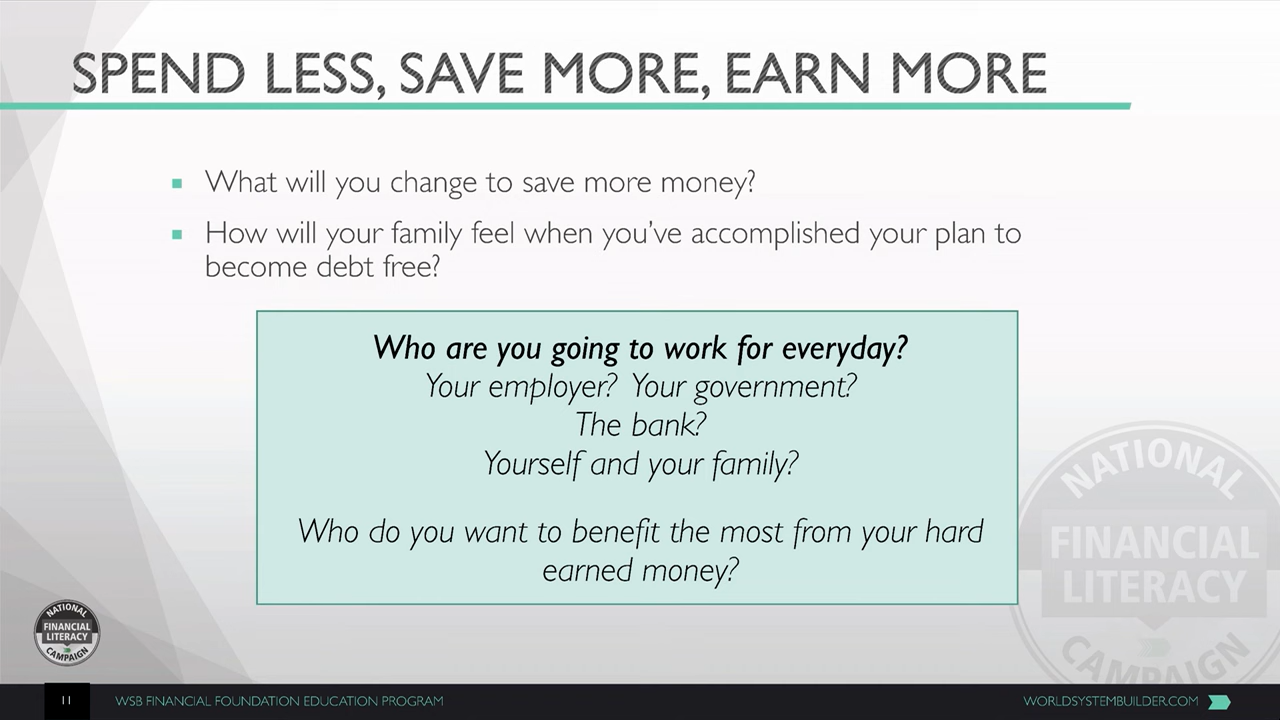 SPEND LESS, SAVE MORE, EARN MORE
What will you change to save more money?
How will your family feel when you've accomplished your plan to
become debt free?
Who are you going to work for everyday?
Your employer? Your government?
The bank?
Yourself and your family?
Who do you want to benefit the most from your hard
earned money?
NATIONAL
FINANCIAL
LITERACY
CAMPAIGN
NATIONAL
FINANCIAL
LITERACY
CAMPAIGN
11 WSB FINANCIAL FOUNDATION EDUCATION PROGRAM
WORLDSYSTEMBUILDER.COM